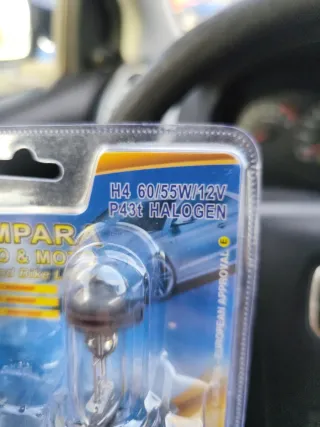 H4 60/55W/12V
P43t HALOGEN
MPARA
& MO
EUROPEAN APPROVAL